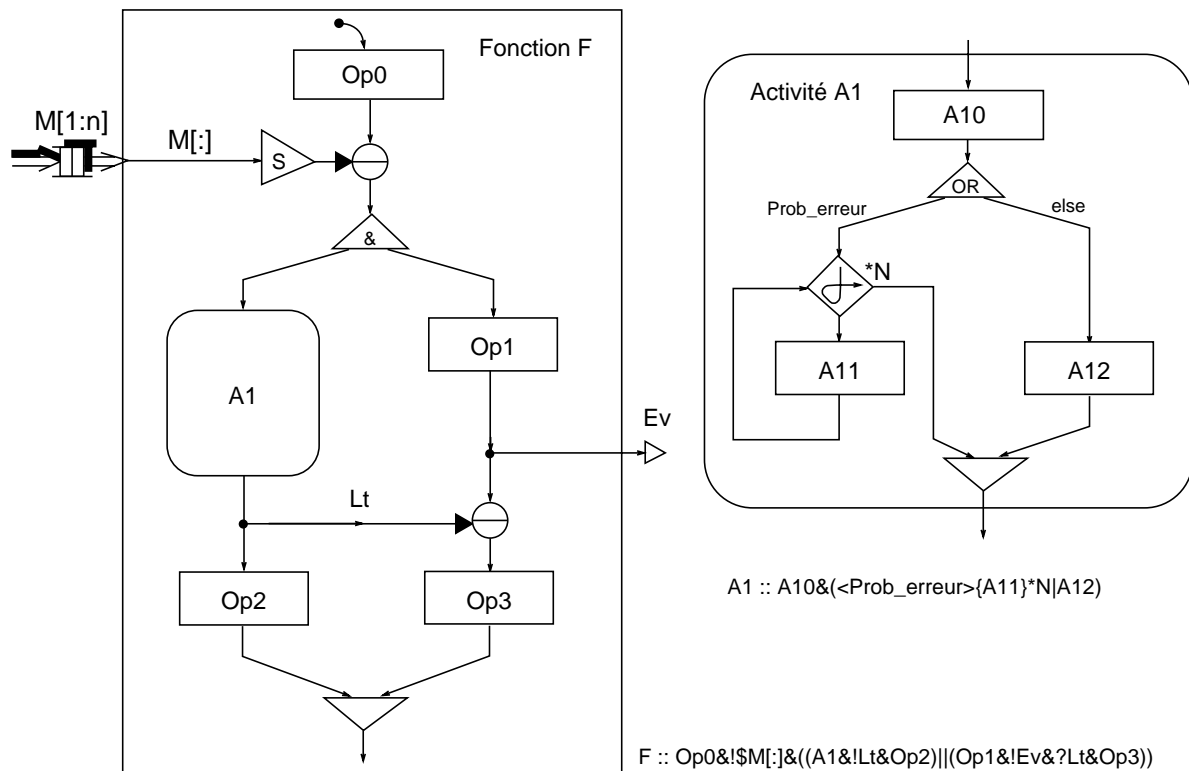 Fonction F
Op0
M[1:n]
M[:]
S
&
A1
Op1
Ev
Lt
Op2
Op3
F :: Op0&!$M[:]&((A1&!Lt&Op2)||(Op1&!Ev&?Lt&Op3))
Activité A1
A10
OR
Prob_erreur
else
*N
A11
A12
A1 :: A10&(<Prob_erreur>{A11}*N|A12)